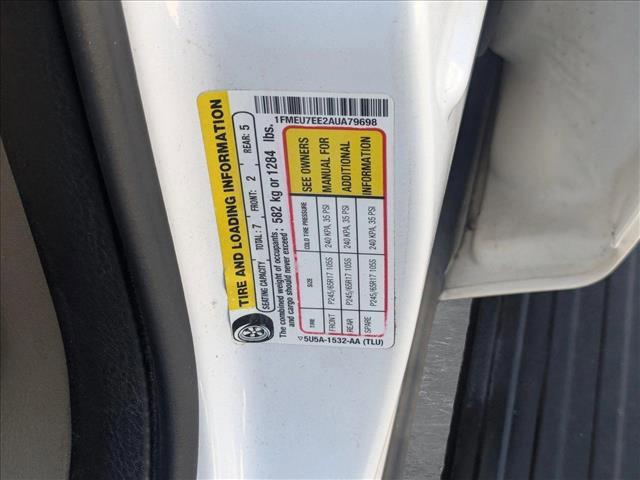 1FMEU7EE2AUA79698
TIRE AND LOADING INFORMATION
SEATING CAPACITY TOTAL: 7 FRONT: 2 REAR: 5
The combined weight of occupants and cargo should never exceed : 582 kg or 1284 lbs.
TIRE SIZE COLD TIRE PRESSURE
FRONT P245/65R17 105S 240 KPA, 35 PSI
REAR P245/65R17 105S 240 KPA, 35 PSI
SPARE P245/65R17 105S 240 KPA, 35 PSI
SEE OWNERS
MANUAL FOR
ADDITIONAL
INFORMATION
5U5A-1532-AA (TLU)